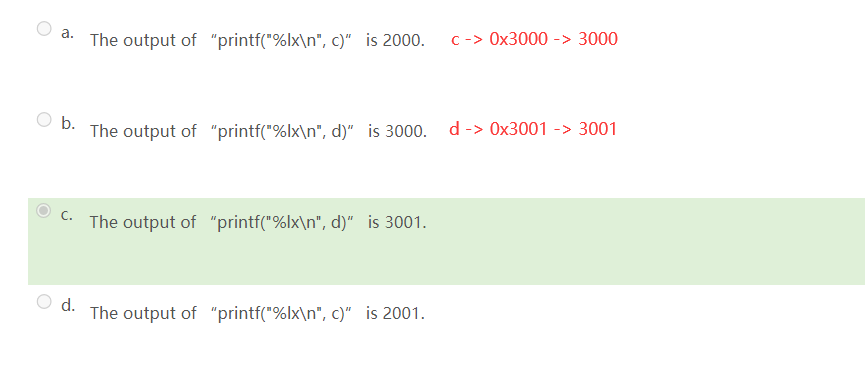 a. The output of “printf("%lx\n", c)” is 2000. c -> 0x3000 -> 3000
b. The output of “printf("%lx\n", d)” is 3000. d -> 0x3001 -> 3001
c. The output of “printf("%lx\n", d)” is 3001.
d. The output of “printf("%lx\n", c)” is 2001.